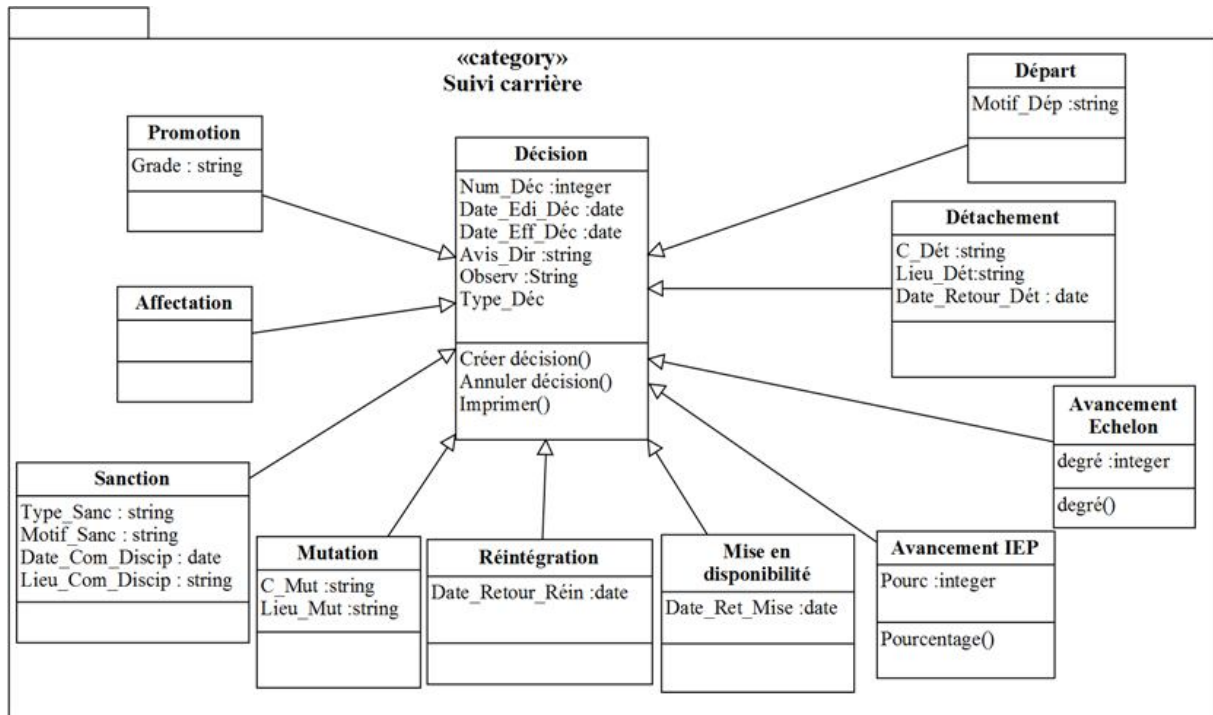 «category»
Suivi carrière
Promotion
Grade : string
Affectation
Sanction
Type_Sanc : string
Motif_Sanc : string
Date_Com_Discip : date
Lieu_Com_Discip : string
Décision
Num_Déc :integer
Date_Edi_Déc :date
Date_Eff_Déc :date
Avis_Dir :string
Observ :String
Type_Déc
Créer décision()
Annuler décision()
Imprimer()
Mutation
C_Mut :string
Lieu_Mut :string
Réintégration
Date_Retour_Réin :date
Mise en
disponibilité
Date_Ret_Mise :date
Départ
Motif_Dép :string
Détachement
C_Dét :string
Lieu_Dét:string
Date_Retour_Dét : date
Avancement
Echelon
degré :integer
degré()
Avancement IEP
Pourc :integer
Pourcentage()